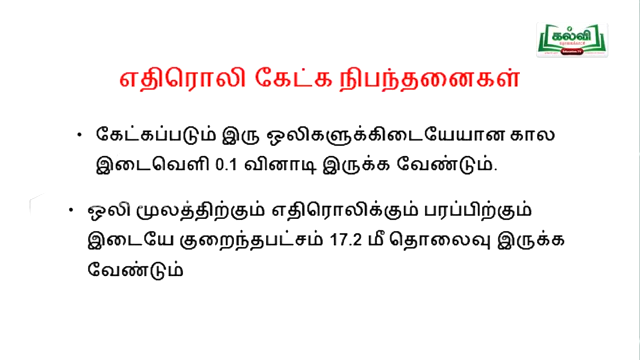 கல்வி
எதிரொலி கேட்க நிபந்தனைகள்
• கேட்கப்படும் இரு ஒலிகளுக்கிடையேயான கால
இடைவெளி 0.1 வினாடி இருக்க வேண்டும்.
• ஒலி மூலத்திற்கும் எதிரொலிக்கும் பரப்பிற்கும்
இடையே குறைந்தபட்சம் 17.2 மீ தொலைவு இருக்க
வேண்டும்